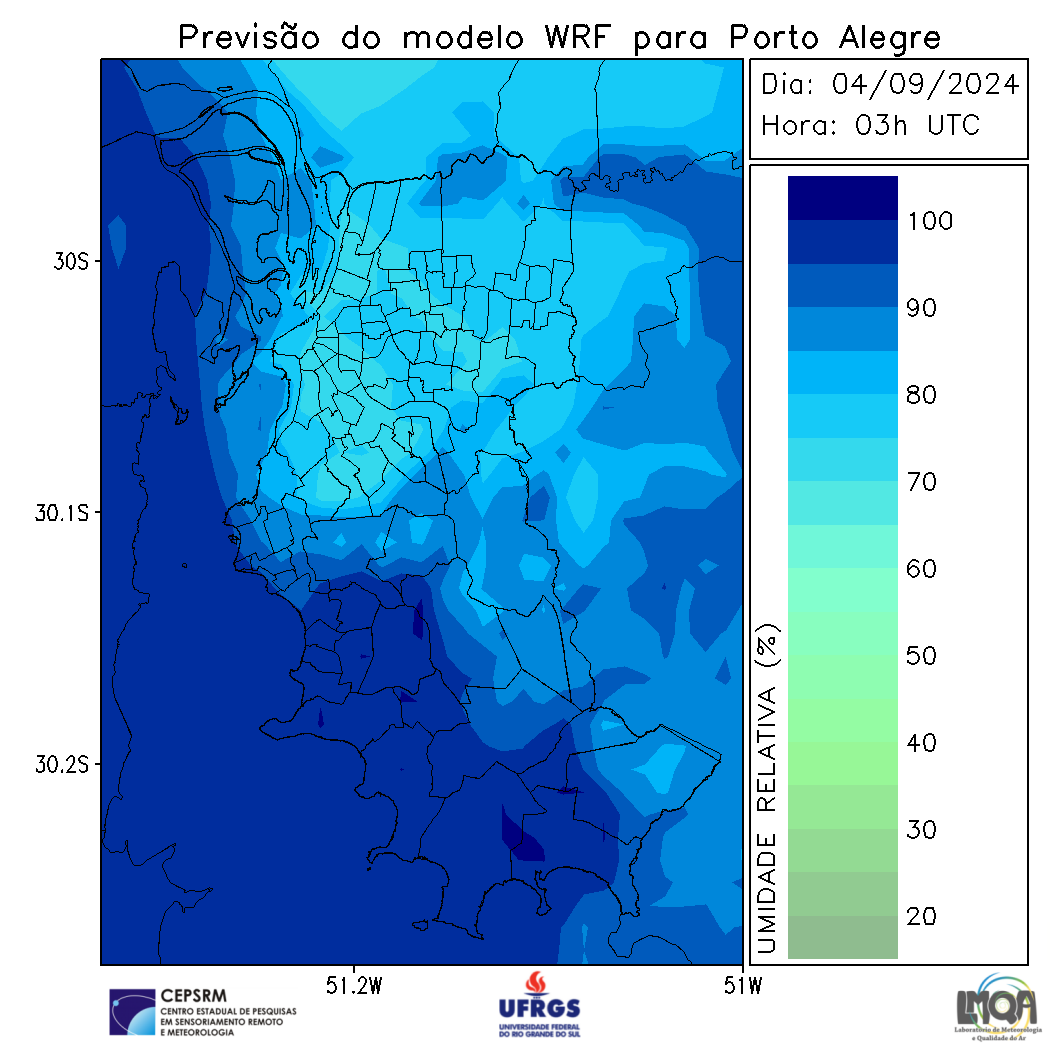 Previsão do modelo WRF para Porto Alegre
Dia: 04/09/2024
Hora: 03h UTC
30S
30.1S
30.2S
51.2W
51W
100
90
80
70
60
50
40
30
20
UMIDADE RELATIVA (%)
CEPSRM
CENTRO ESTADUAL DE PESQUISAS
EM SENSORIAMENTO REMOTO
E METEOROLOGIA
UFRGS
UNIVERSIDADE FEDERAL
DO RIO GRANDE DO SUL
LMQA
Laboratório de Meteorologia
e Qualidade do Ar